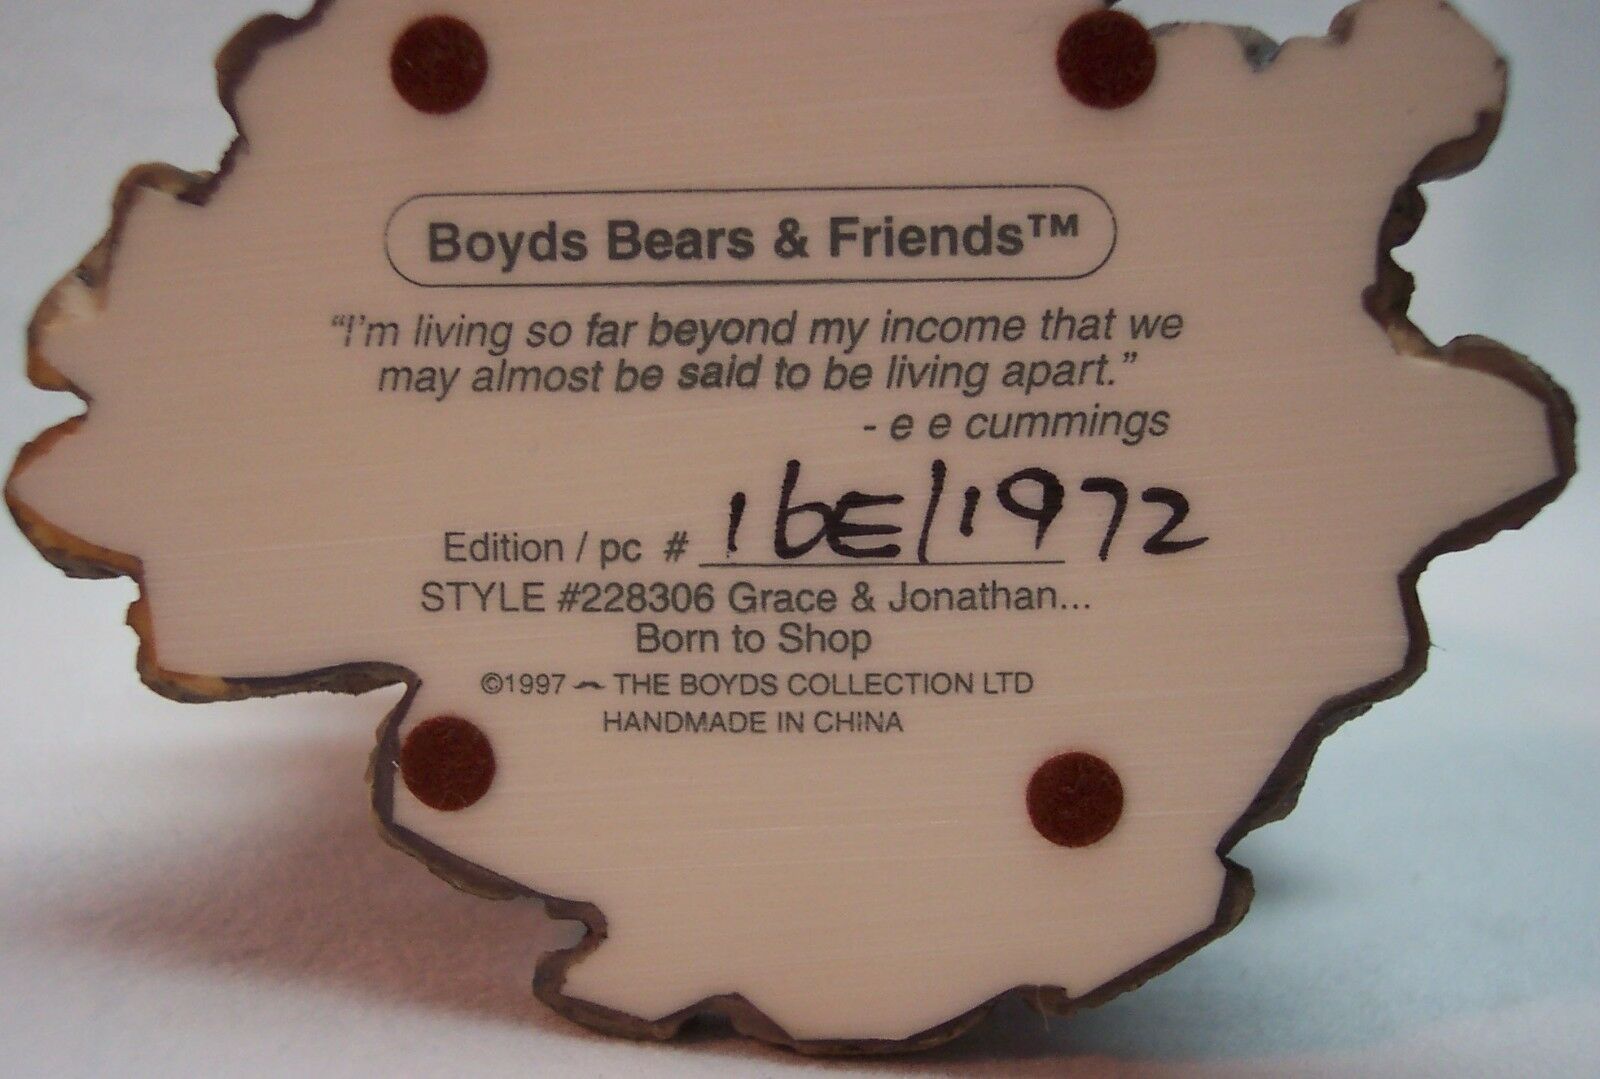 Boyds Bears & Friends™
"I'm living so far beyond my income that we
may almost be said to be living apart."
- e e cummings
Edition / pc # 16E/1972
STYLE #228306 Grace & Jonathan...
Born to Shop
©1997 ~ THE BOYDS COLLECTION LTD
HANDMADE IN CHINA